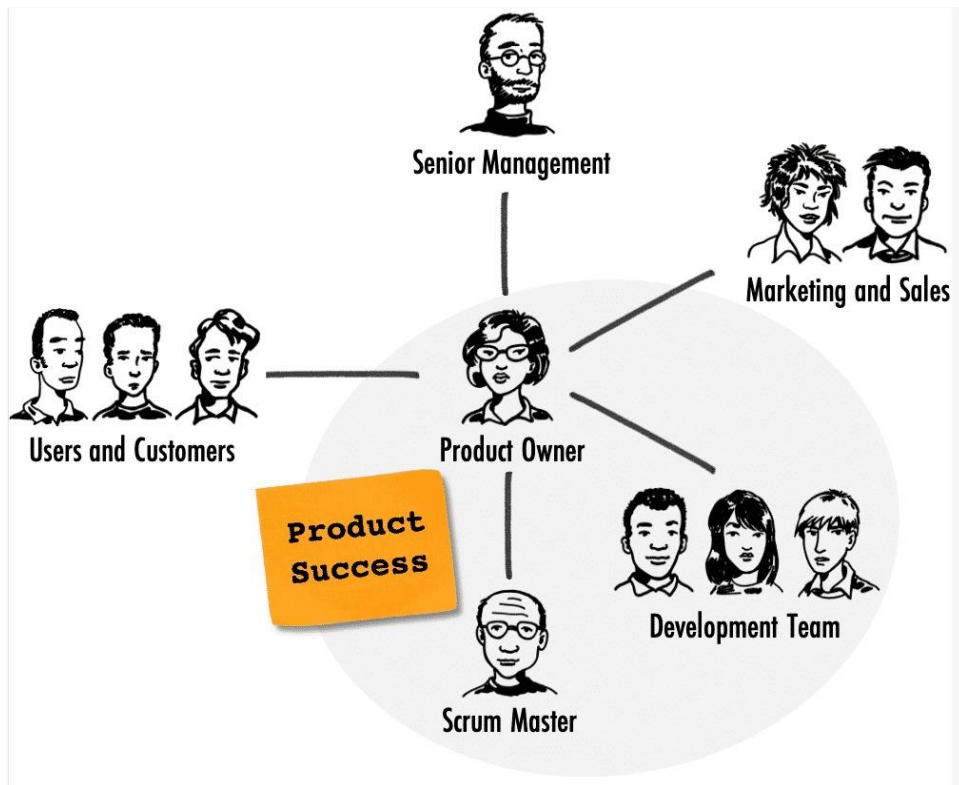 Senior Management
Marketing and Sales
Users and Customers
Product Owner
Product
Success
Development Team
Scrum Master